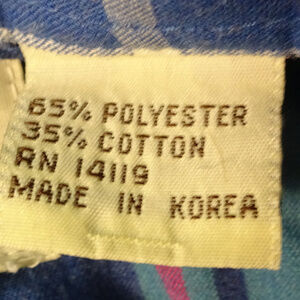 65% POLYESTER
35% COTTON
RN 14119
MADE IN KOREA